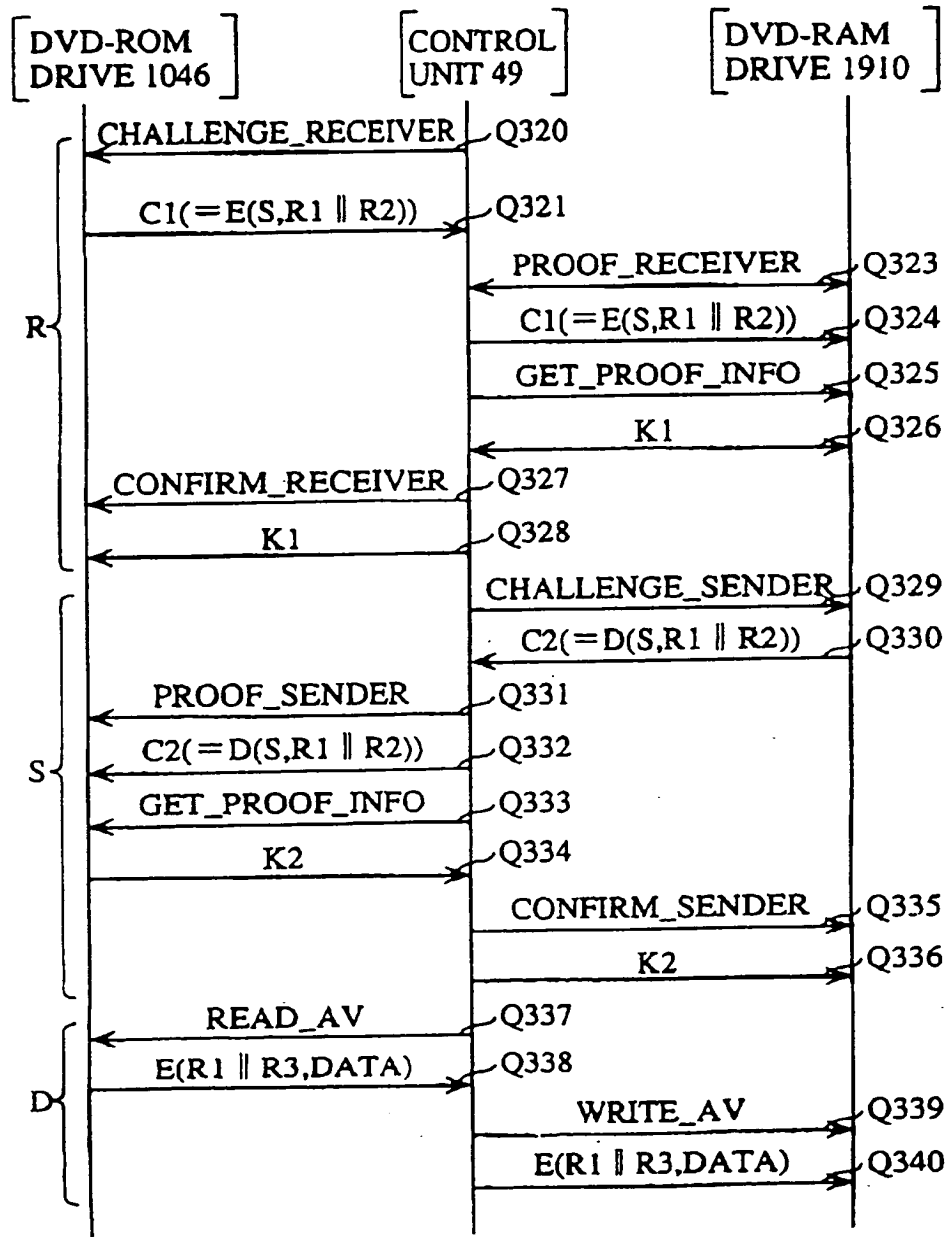 DVD-ROM
DRIVE 1046
CONTROL
UNIT 49
DVD-RAM
DRIVE 1910
CHALLENGE_RECEIVER Q320
C1(=E(S,R1 ∥ R2)) Q321
PROOF_RECEIVER Q323
C1(=E(S,R1 ∥ R2)) Q324
R
GET_PROOF_INFO Q325
K1 Q326
CONFIRM_RECEIVER Q327
K1 Q328
CHALLENGE_SENDER Q329
C2(=D(S,R1 ∥ R2)) Q330
PROOF_SENDER Q331
C2(=D(S,R1 ∥ R2)) Q332
S
GET_PROOF_INFO Q333
K2 Q334
CONFIRM_SENDER Q335
K2 Q336
READ_AV Q337
E(R1 ∥ R3,DATA) Q338
D
WRITE_AV Q339
E(R1 ∥ R3,DATA) Q340